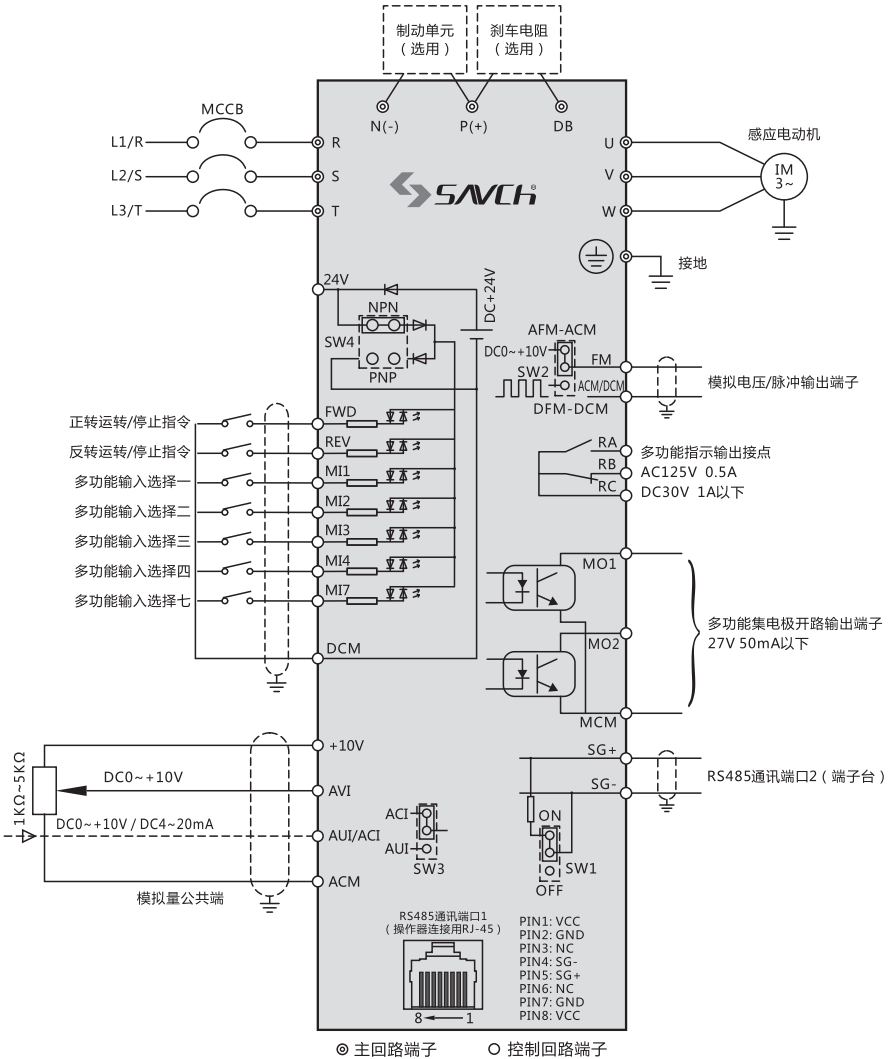 制动单元
（选用）
刹车电阻
（选用）
N(-)
P(+)
DB
MCCB
L1/R
R
L2/S
S
L3/T
T
SAVCh®
U
V
W
感应电动机
IM
3~
接地
24V
NPN
SW4
PNP
DC+24V
AFM-ACM
DC0~+10V
FM
SW2
ACM/DCM
DFM-DCM
模拟电压/脉冲输出端子
正转运转/停止指令
FWD
反转运转/停止指令
REV
多功能输入选择一
MI1
多功能输入选择二
MI2
多功能输入选择三
MI3
多功能输入选择四
MI4
多功能输入选择七
MI7
DCM
RA
RB
RC
多功能指示输出接点
AC125V 0.5A
DC30V 1A以下
MO1
MO2
MCM
多功能集电极开路输出端子
27V 50mA以下
SG+
SG-
RS485通讯端口2（端子台）
ON
SW1
OFF
+10V
1KΩ~5KΩ
DC0~+10V
AVI
DC0~+10V / DC4~20mA
AUI/ACI
ACM
模拟量公共端
ACI
AUI
SW3
RS485通讯端口1
（操作器连接用RJ-45）
8
1
PIN1: VCC
PIN2: GND
PIN3: NC
PIN4: SG-
PIN5: SG+
PIN6: NC
PIN7: GND
PIN8: VCC
主回路端子
控制回路端子